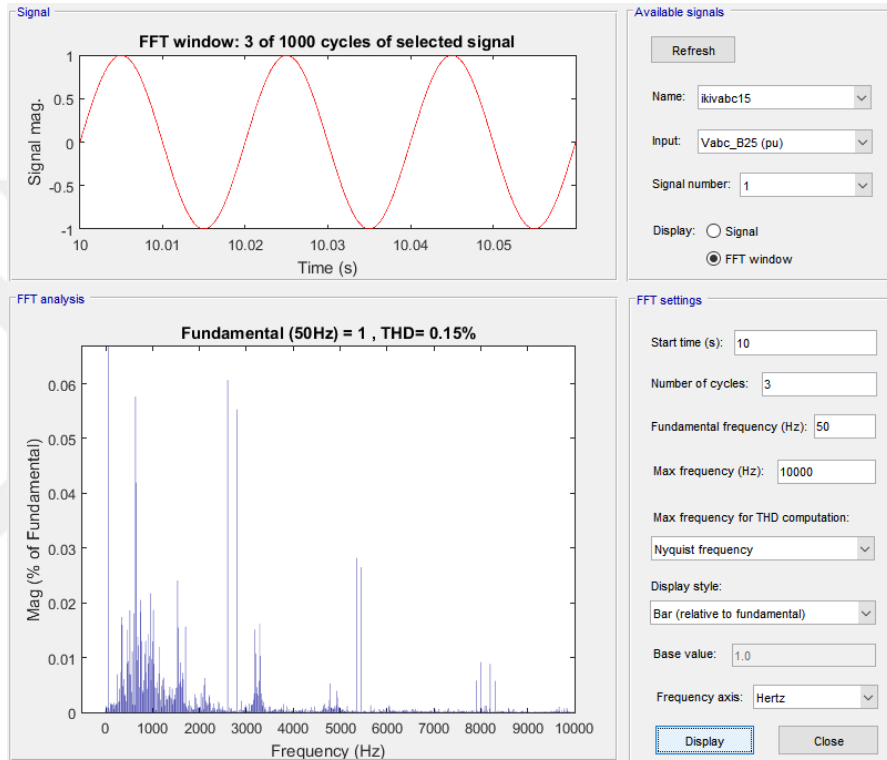 Signal
FFT window: 3 of 1000 cycles of selected signal
1
0.5
0
-0.5
-1
Signal mag.
10 10.01 10.02 10.03 10.04 10.05
Time (s)
Available signals
Refresh
Name: ikivabc15
Input: Vabc_B25 (pu)
Signal number: 1
Display: Signal
FFT window
FFT analysis
Fundamental (50Hz) = 1 , THD= 0.15%
0.06
0.05
0.04
0.03
0.02
0.01
0
Mag (% of Fundamental)
0 1000 2000 3000 4000 5000 6000 7000 8000 9000 10000
Frequency (Hz)
FFT settings
Start time (s): 10
Number of cycles: 3
Fundamental frequency (Hz): 50
Max frequency (Hz): 10000
Max frequency for THD computation:
Nyquist frequency
Display style:
Bar (relative to fundamental)
Base value: 1.0
Frequency axis: Hertz
Display Close